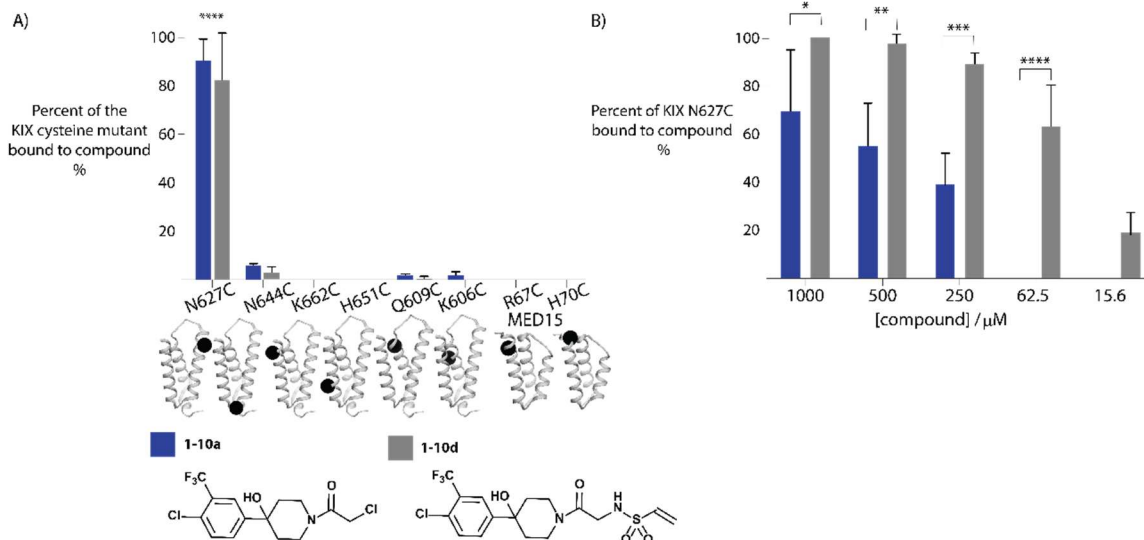 A)
****
100
80
60
40
20
Percent of the
KIX cysteine mutant
bound to compound
%
N627C N644C K662C H651C Q609C K606C R67C H70C
MED15
1-10a
1-10d
F3C
HO
O
Cl
N
Cl
F3C
HO
O
H
N
Cl
N
S
O O
B)
* ** *** ****
100
80
60
40
20
Percent of KIX N627C
bound to compound
%
1000 500 250 62.5 15.6
[compound] /μM